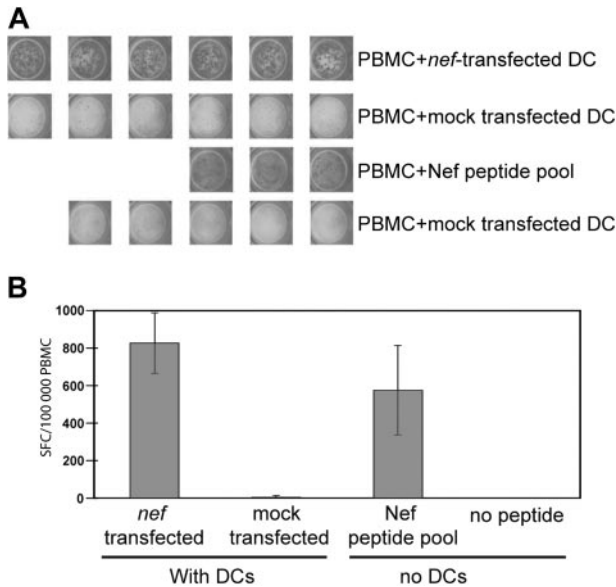 A
PBMC+nef-transfected DC
PBMC+mock transfected DC
PBMC+Nef peptide pool
PBMC+mock transfected DC
B
SFC/100 000 PBMC
1000
800
600
400
200
0
nef transfected
mock transfected
Nef peptide pool
no peptide
With DCs
no DCs